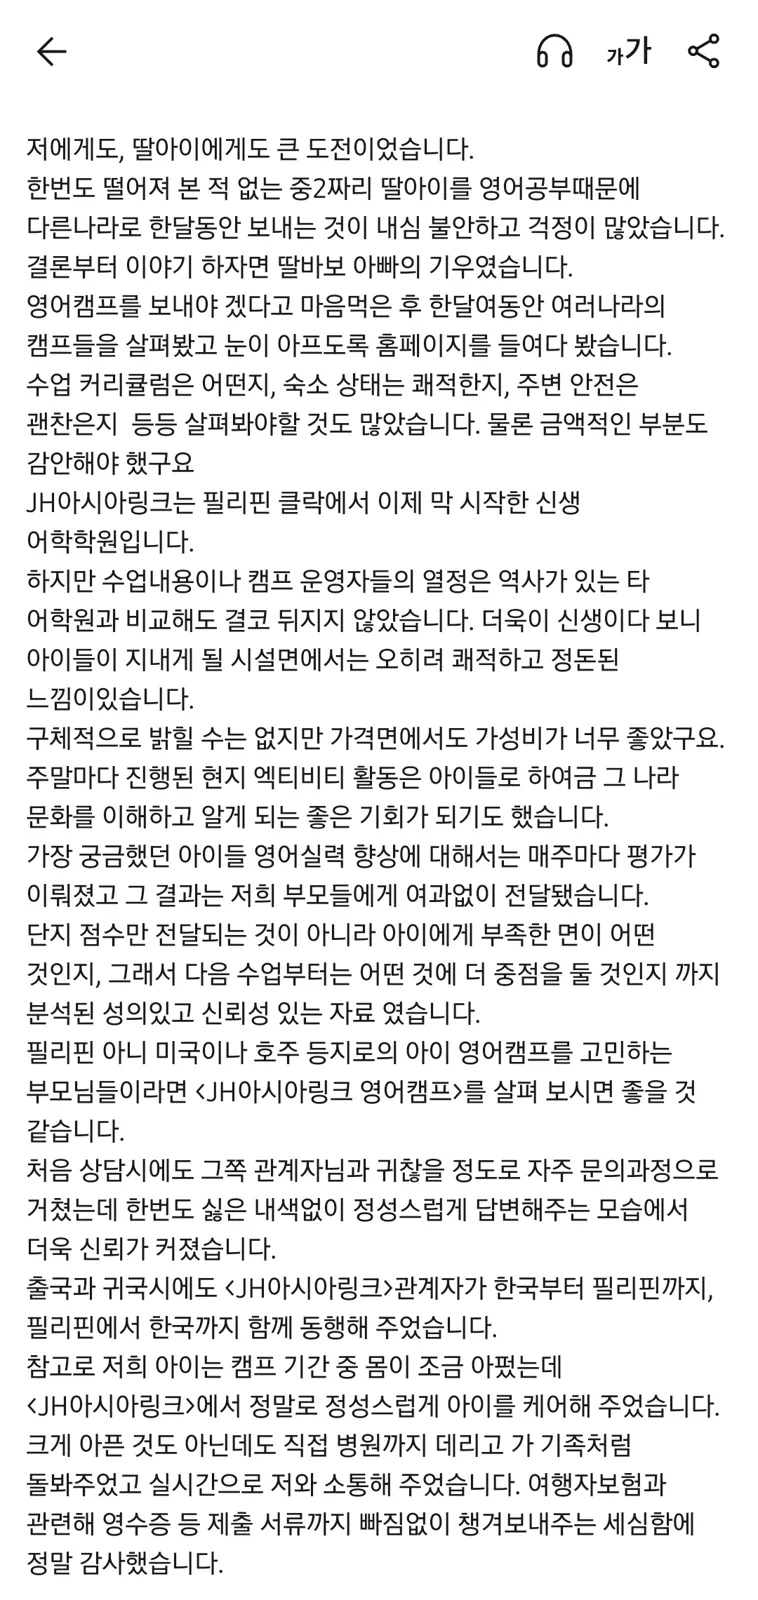 가가
저에게도, 딸아이에게도 큰 도전이었습니다.
한번도 떨어져 본 적 없는 중2짜리 딸아이를 영어공부때문에
다른나라로 한달동안 보내는 것이 내심 불안하고 걱정이 많았습니다.
결론부터 이야기 하자면 딸바보 아빠의 기우였습니다.
영어캠프를 보내야 겠다고 마음먹은 후 한달여동안 여러나라의
캠프들을 살펴봤고 눈이 아프도록 홈페이지를 들여다 봤습니다.
수업 커리큘럼은 어떤지, 숙소 상태는 쾌적한지, 주변 안전은
괜찬은지  등등 살펴봐야할 것도 많았습니다. 물론 금액적인 부분도
감안해야 했구요
JH아시아링크는 필리핀 클락에서 이제 막 시작한 신생
어학학원입니다.
하지만 수업내용이나 캠프 운영자들의 열정은 역사가 있는 타
어학원과 비교해도 결코 뒤지지 않았습니다. 더욱이 신생이다 보니
아이들이 지내게 될 시설면에서는 오히려 쾌적하고 정돈된
느낌이있습니다.
구체적으로 밝힐 수는 없지만 가격면에서도 가성비가 너무 좋았구요.
주말마다 진행된 현지 엑티비티 활동은 아이들로 하여금 그 나라
문화를 이해하고 알게 되는 좋은 기회가 되기도 했습니다.
가장 궁금했던 아이들 영어실력 향상에 대해서는 매주마다 평가가
이뤄졌고 그 결과는 저희 부모들에게 여과없이 전달됐습니다.
단지 점수만 전달되는 것이 아니라 아이에게 부족한 면이 어떤
것인지, 그래서 다음 수업부터는 어떤 것에 더 중점을 둘 것인지 까지
분석된 성의있고 신뢰성 있는 자료 였습니다.
필리핀 아니 미국이나 호주 등지로의 아이 영어캠프를 고민하는
부모님들이라면 <JH아시아링크 영어캠프>를 살펴 보시면 좋을 것
같습니다.
처음 상담시에도 그쪽 관계자님과 귀찮을 정도로 자주 문의과정으로
거쳤는데 한번도 싫은 내색없이 정성스럽게 답변해주는 모습에서
더욱 신뢰가 커졌습니다.
출국과 귀국시에도 <JH아시아링크>관계자가 한국부터 필리핀까지,
필리핀에서 한국까지 함께 동행해 주었습니다.
참고로 저희 아이는 캠프 기간 중 몸이 조금 아펐는데
<JH아시아링크>에서 정말로 정성스럽게 아이를 케어해 주었습니다.
크게 아픈 것도 아닌데도 직접 병원까지 데리고 가 기족처럼
돌봐주었고 실시간으로 저와 소통해 주었습니다. 여행자보험과
관련해 영수증 등 제출 서류까지 빠짐없이 챙겨보내주는 세심함에
정말 감사했습니다.